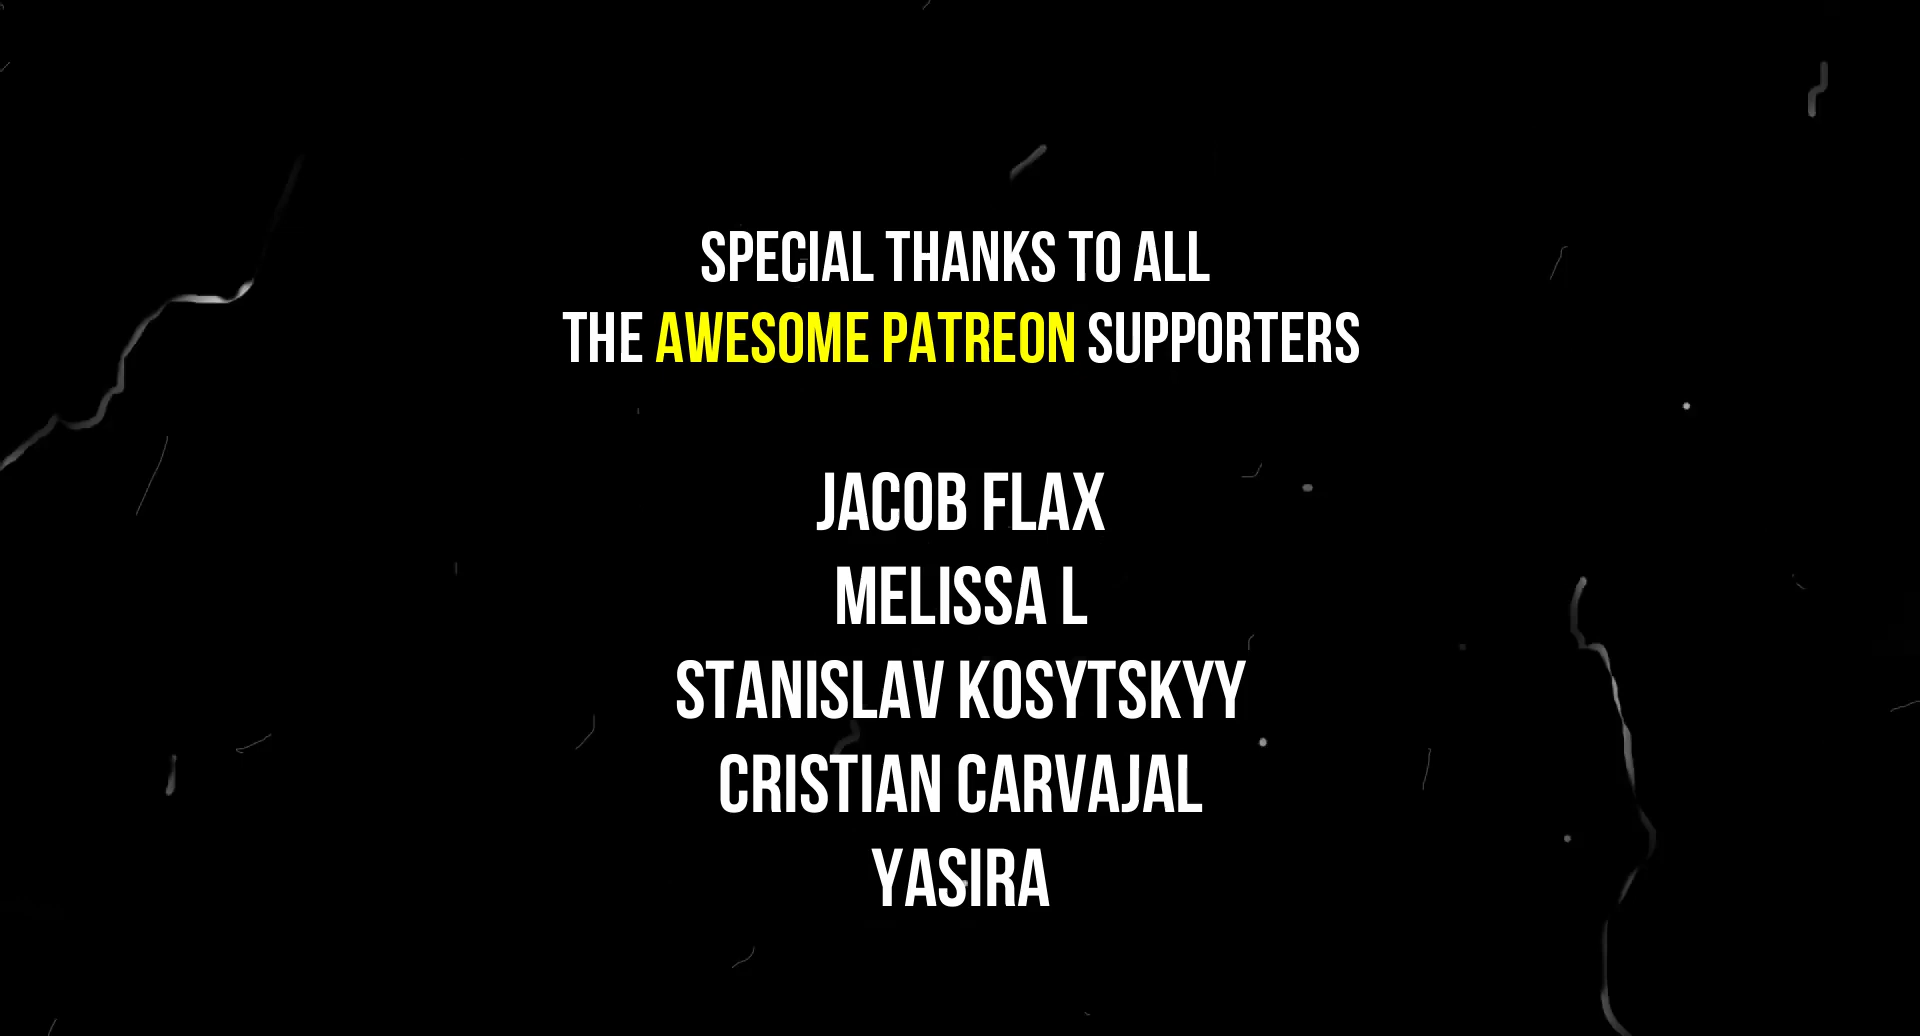 SPECIAL THANKS TO ALL
THE AWESOME PATREON SUPPORTERS
JACOB FLAX
MELISSA L
STANISLAV KOSYTSKYY
CRISTIAN CARVAJAL
YASIRA